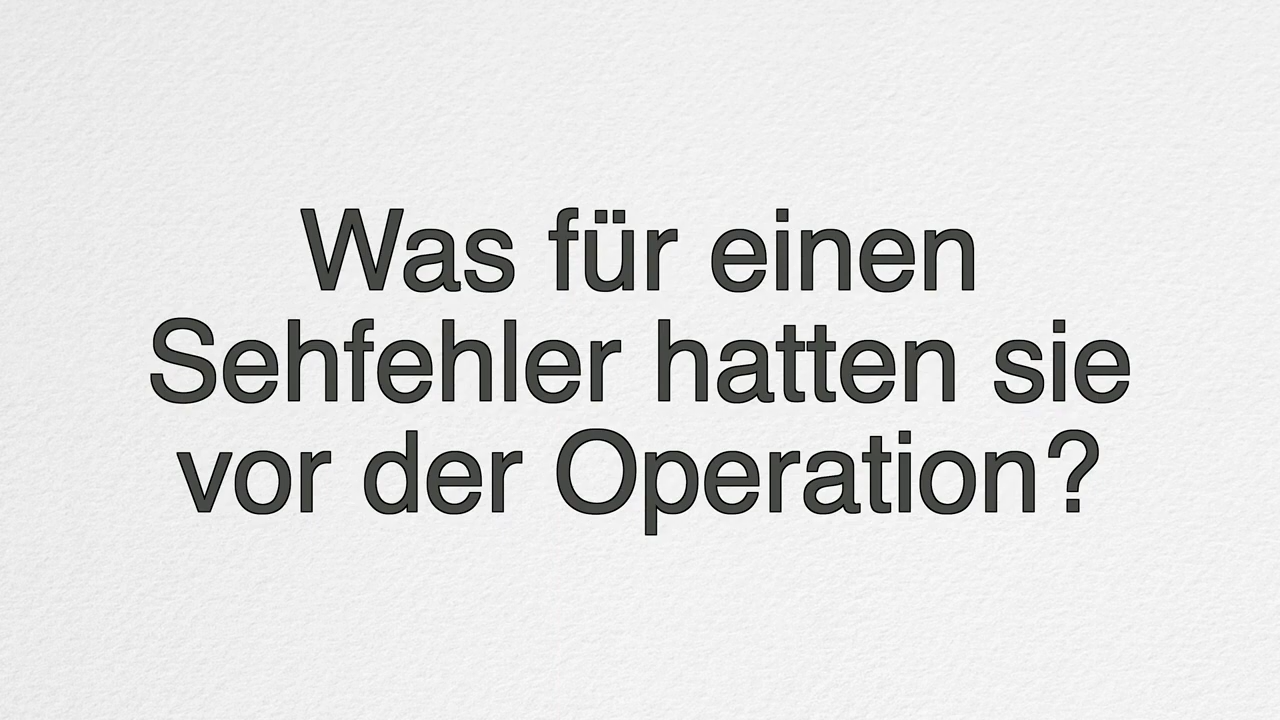 Was für einen
Sehfehler hatten sie
vor der Operation?